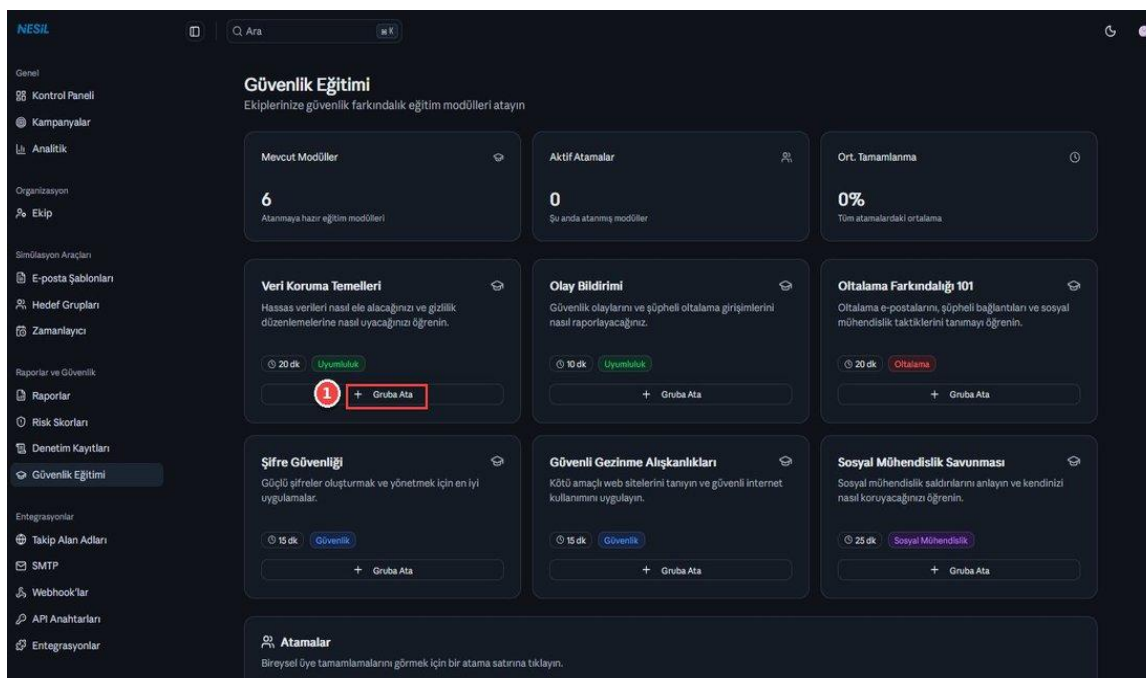 NESİL
Ara
⌘ K
Genel
Kontrol Paneli
Kampanyalar
Analitik
Organizasyon
Ekip
Simülasyon Araçları
E-posta Şablonları
Hedef Grupları
Zamanlayıcı
Raporlar ve Güvenlik
Raporlar
Risk Skorları
Denetim Kayıtları
Güvenlik Eğitimi
Entegrasyonlar
Takip Alan Adları
SMTP
Webhook'lar
API Anahtarları
Entegrasyonlar
Güvenlik Eğitimi
Ekiplerinize güvenlik farkındalık eğitim modülleri atayın
Mevcut Modüller
6
Atanmaya hazır eğitim modülleri
Aktif Atamalar
0
Şu anda atanmış modüller
Ort. Tamamlanma
0%
Tüm atamalardaki ortalama
Veri Koruma Temelleri
Hassas verileri nasıl ele alacağınızı ve gizlilik
düzenlemelerine nasıl uyacağınızı öğrenin.
20 dk Uyumluluk
1 + Gruba Ata
Olay Bildirimi
Güvenlik olaylarını ve şüpheli oltalama girişimlerini
nasıl raporlayacağınız.
10 dk Uyumluluk
+ Gruba Ata
Oltalama Farkındalığı 101
Oltalama e-postalarını, şüpheli bağlantıları ve sosyal
mühendislik taktiklerini tanımayı öğrenin.
20 dk Oltalama
+ Gruba Ata
Şifre Güvenliği
Güçlü şifreler oluşturmak ve yönetmek için en iyi
uygulamalar.
15 dk Güvenlik
+ Gruba Ata
Güvenli Gezinme Alışkanlıkları
Kötü amaçlı web sitelerini tanıyın ve güvenli internet
kullanımını uygulayın.
15 dk Güvenlik
+ Gruba Ata
Sosyal Mühendislik Savunması
Sosyal mühendislik saldırılarını anlayın ve kendinizi
nasıl koruyacağınızı öğrenin.
25 dk Sosyal Mühendislik
+ Gruba Ata
Atamalar
Bireysel üye tamamlamalarını görmek için bir atama satırına tıklayın.